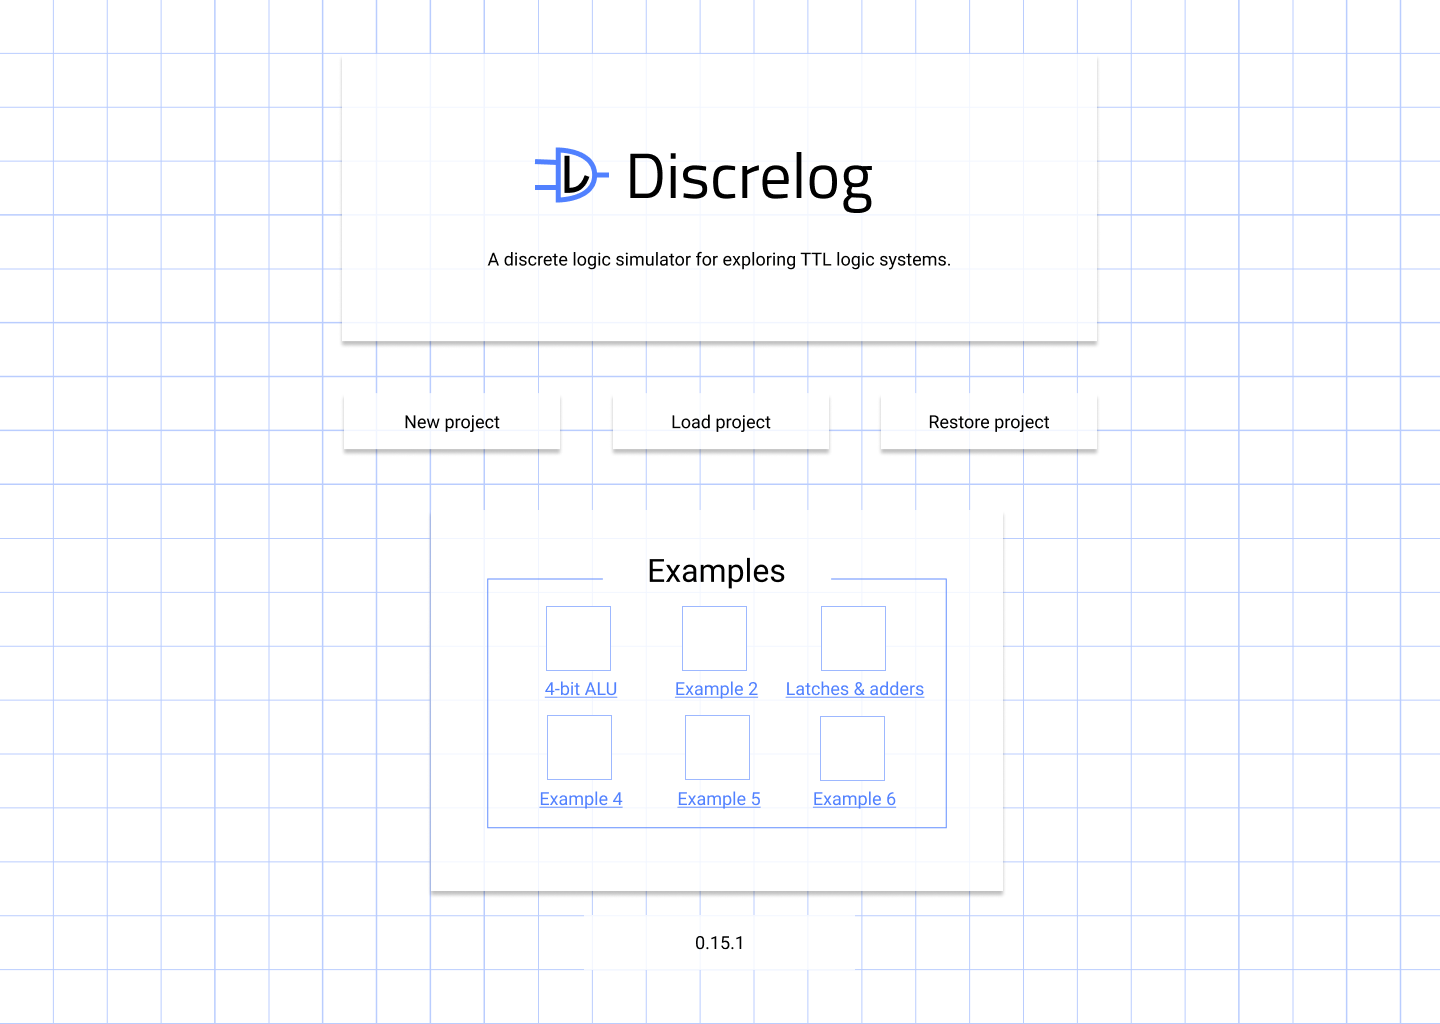 Discrelog
A discrete logic simulator for exploring TTL logic systems.
New project
Load project
Restore project
Examples
4-bit ALU
Example 2
Latches & adders
Example 4
Example 5
Example 6
0.15.1